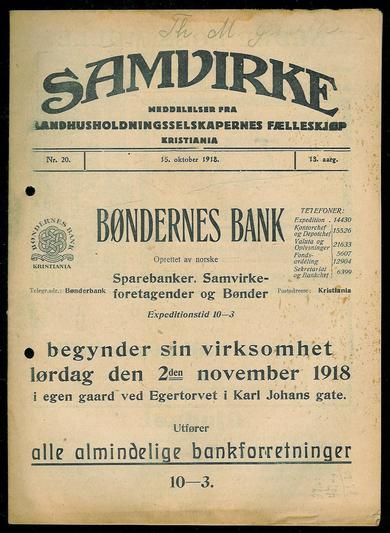 Th. M.
SAMVIRKE
MEDDELELSER FRA
LANDHUSHOLDNINGSSELSKAPERNES FÆLLESKJØP
KRISTIANIA
Nr. 20.
15. oktober 1918.
13. aarg.
BØNDERNES BANK
KRISTIANIA
BØNDERNES BANK
Oprettet av norske
Sparebanker. Samvirke-
foretagender og Bønder
Telegr.adr.: Bønderbank
Postadresse: Kristiania
Expeditionstid 10—3
TELEFONER:
Expedition . 14430
Kontorchef og Depotchef 15526
Valuta og Oplysninger 21633
Fonds- 5607
avdeling 12904
Sekretariat og Bankchef 6399
begynder sin virksomhet
lørdag den 2den november 1918
i egen gaard ved Egertorvet i Karl Johans gate.
Utfører
alle almindelige bankforretninger
10—3.